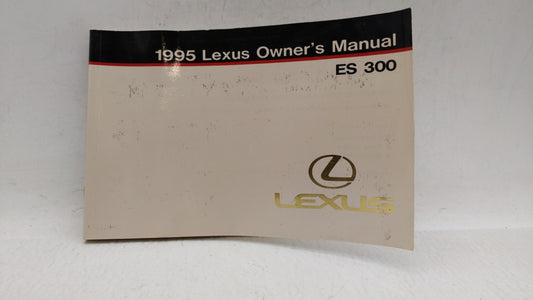 1995 Lexus Owner's Manual
ES 300
LEXUS